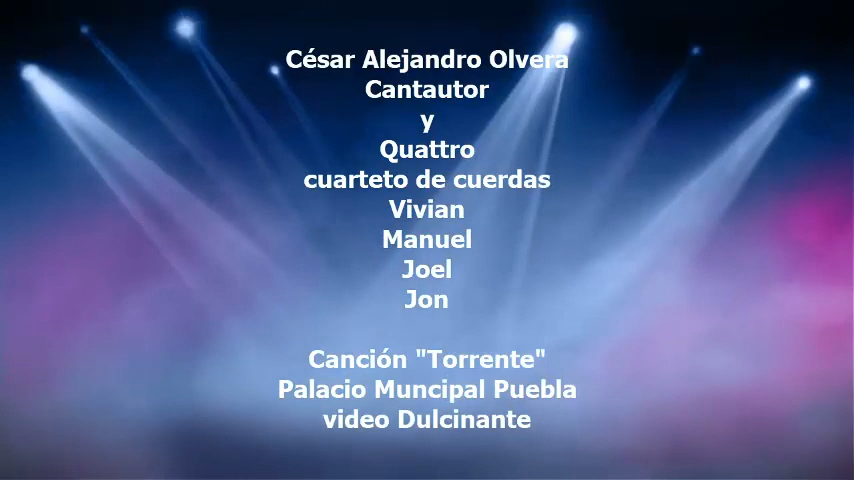 César Alejandro Olvera
Cantautor
y
Quattro
cuarteto de cuerdas
Vivian
Manuel
Joel
Jon
Canción "Torrente"
Palacio Muncipal Puebla
video Dulcinante